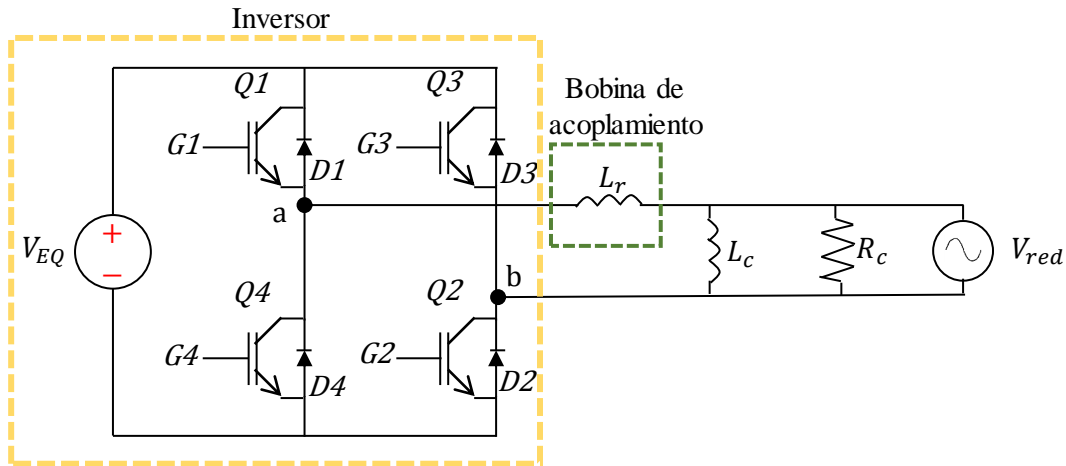 Inversor
Q1
Q3
Bobina de
acoplamiento
G1
G3
D1
D3
L_r
a
V_EQ
+
−
L_c
R_c
V_red
b
Q4
Q2
G4
G2
D4
D2